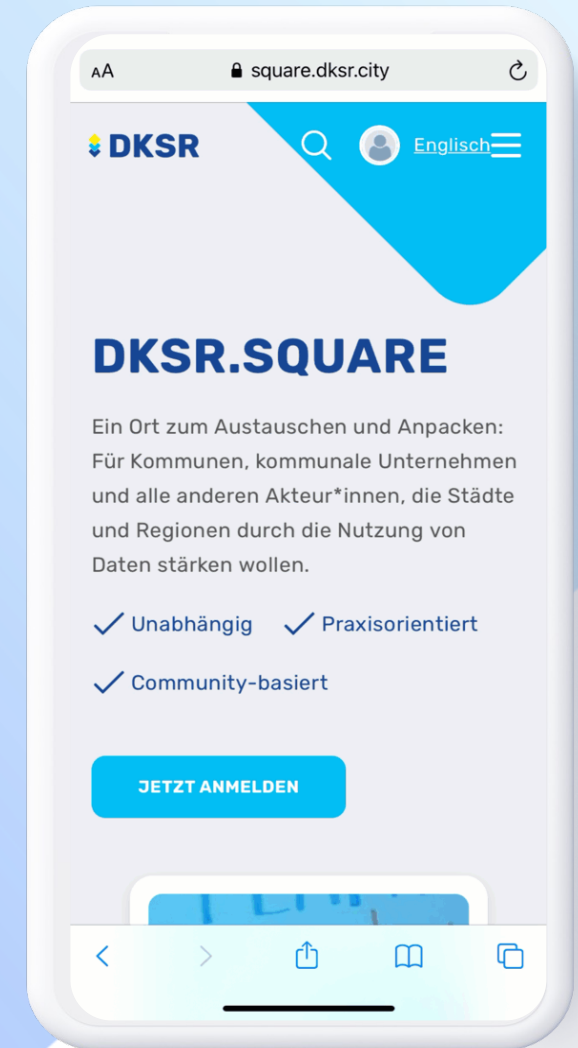 AA square.dksr.city
DKSR Englisch
DKSR.SQUARE
Ein Ort zum Austauschen und Anpacken:
Für Kommunen, kommunale Unternehmen
und alle anderen Akteur*innen, die Städte
und Regionen durch die Nutzung von
Daten stärken wollen.
Unabhängig Praxisorientiert
Community-basiert
JETZT ANMELDEN